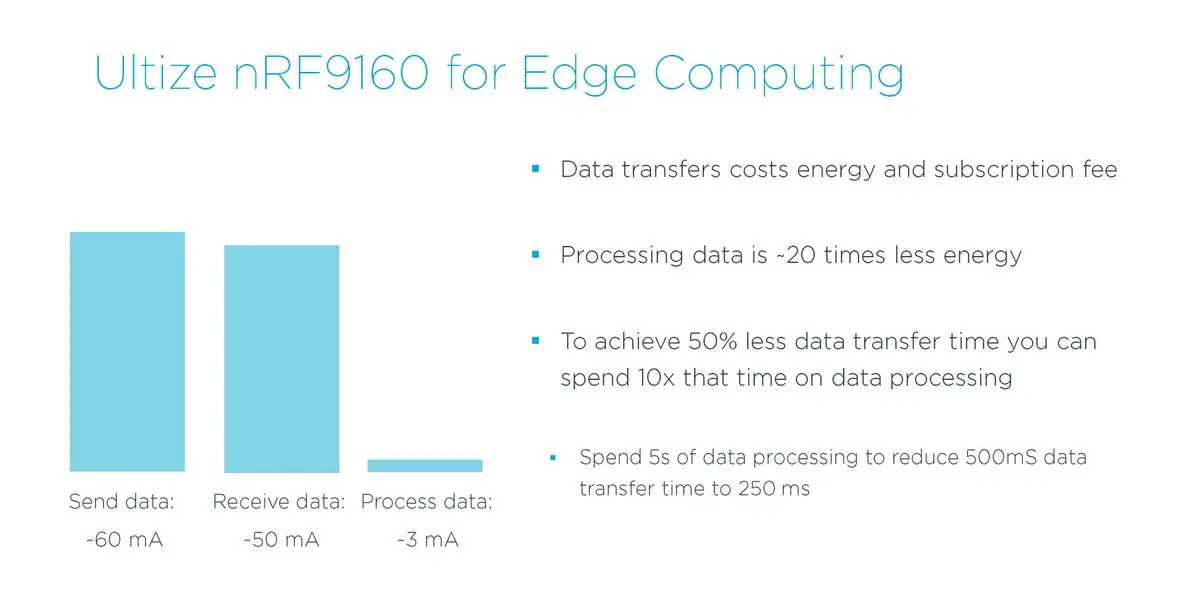 Ultize nRF9160 for Edge Computing
▪ Data transfers costs energy and subscription fee
▪ Processing data is ~20 times less energy
▪ To achieve 50% less data transfer time you can
spend 10x that time on data processing
▪ Spend 5s of data processing to reduce 500mS data
transfer time to 250 ms
Send data:
~60 mA
Receive data:
~50 mA
Process data:
~3 mA